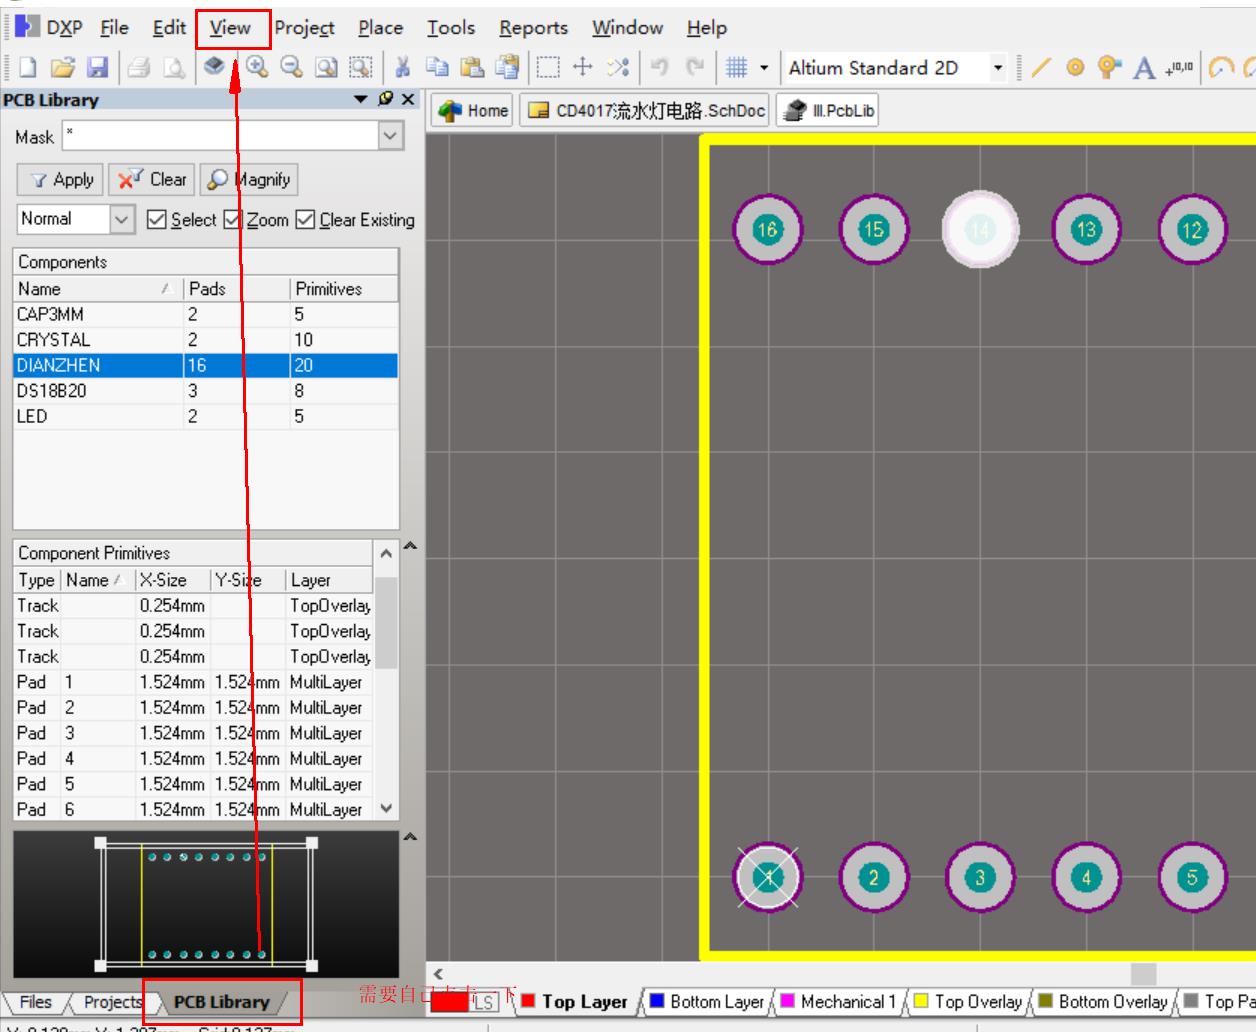 DXP File Edit View Project Place Tools Reports Window Help
Altium Standard 2D
PCB Library
Home CD4017流水灯电路.SchDoc III.PcbLib
Mask *
Apply Clear Magnify
Normal Select Zoom Clear Existing
Components
Name Pads Primitives
CAP3MM 2 5
CRYSTAL 2 10
DIANZHEN 16 20
DS18B20 3 8
LED 2 5
Component Primitives
Type Name X-Size Y-Size Layer
Track 0.254mm TopOverlay
Track 0.254mm TopOverlay
Track 0.254mm TopOverlay
Pad 1 1.524mm 1.524mm MultiLayer
Pad 2 1.524mm 1.524mm MultiLayer
Pad 3 1.524mm 1.524mm MultiLayer
Pad 4 1.524mm 1.524mm MultiLayer
Pad 5 1.524mm 1.524mm MultiLayer
Pad 6 1.524mm 1.524mm MultiLayer
16 15 14 13 12
1 2 3 4 5
需要自己点击一下
Files Projects PCB Library
LS Top Layer Bottom Layer Mechanical 1 Top Overlay Bottom Overlay Top Pa